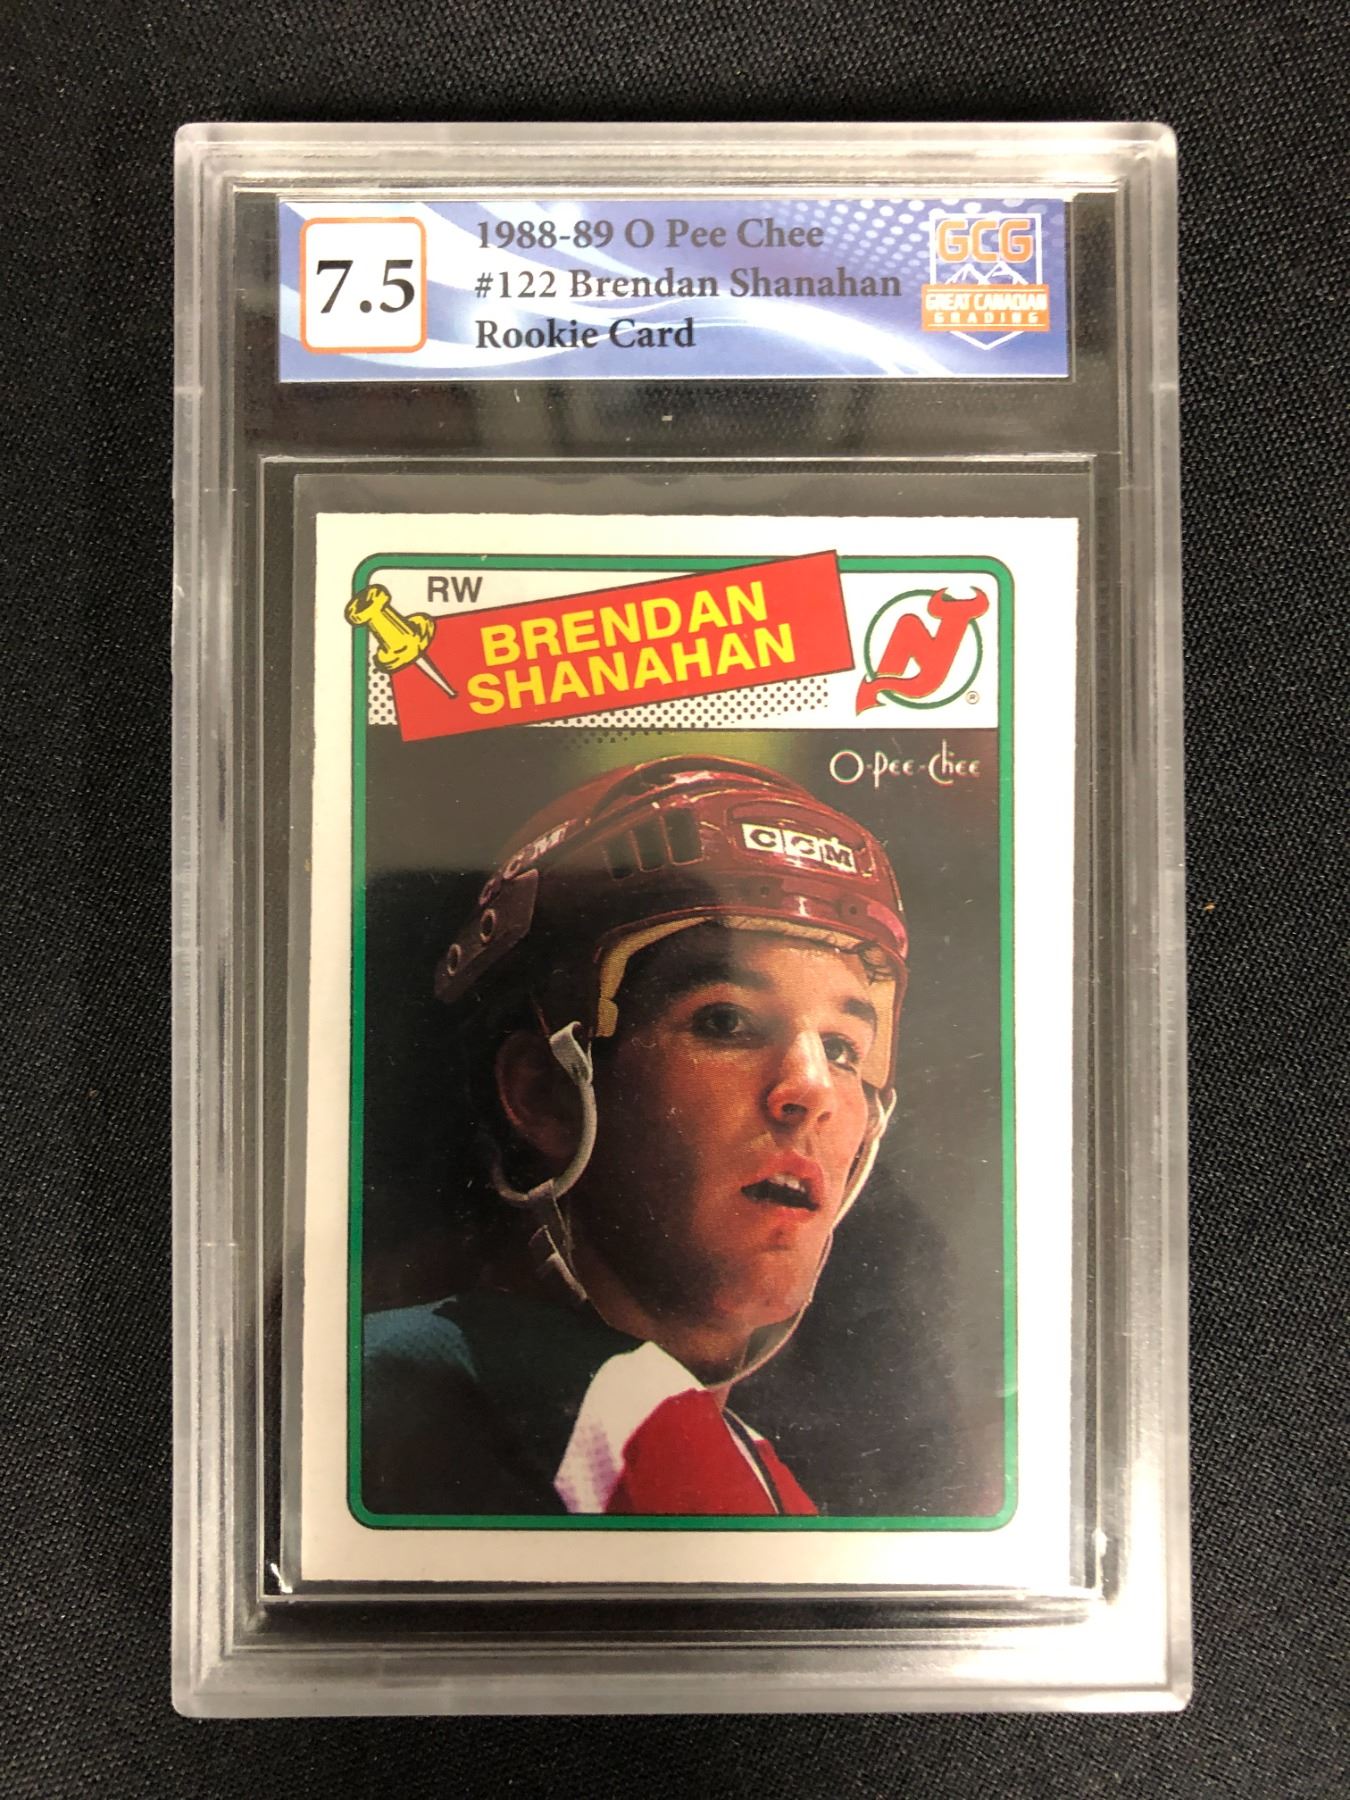 7.5
1988-89 O Pee Chee
#122 Brendan Shanahan
Rookie Card
GCG
GREAT CANADIAN
GRADING
RW
BRENDAN
SHANAHAN
NJ
®
O-Pee-Chee
CCM
CCM